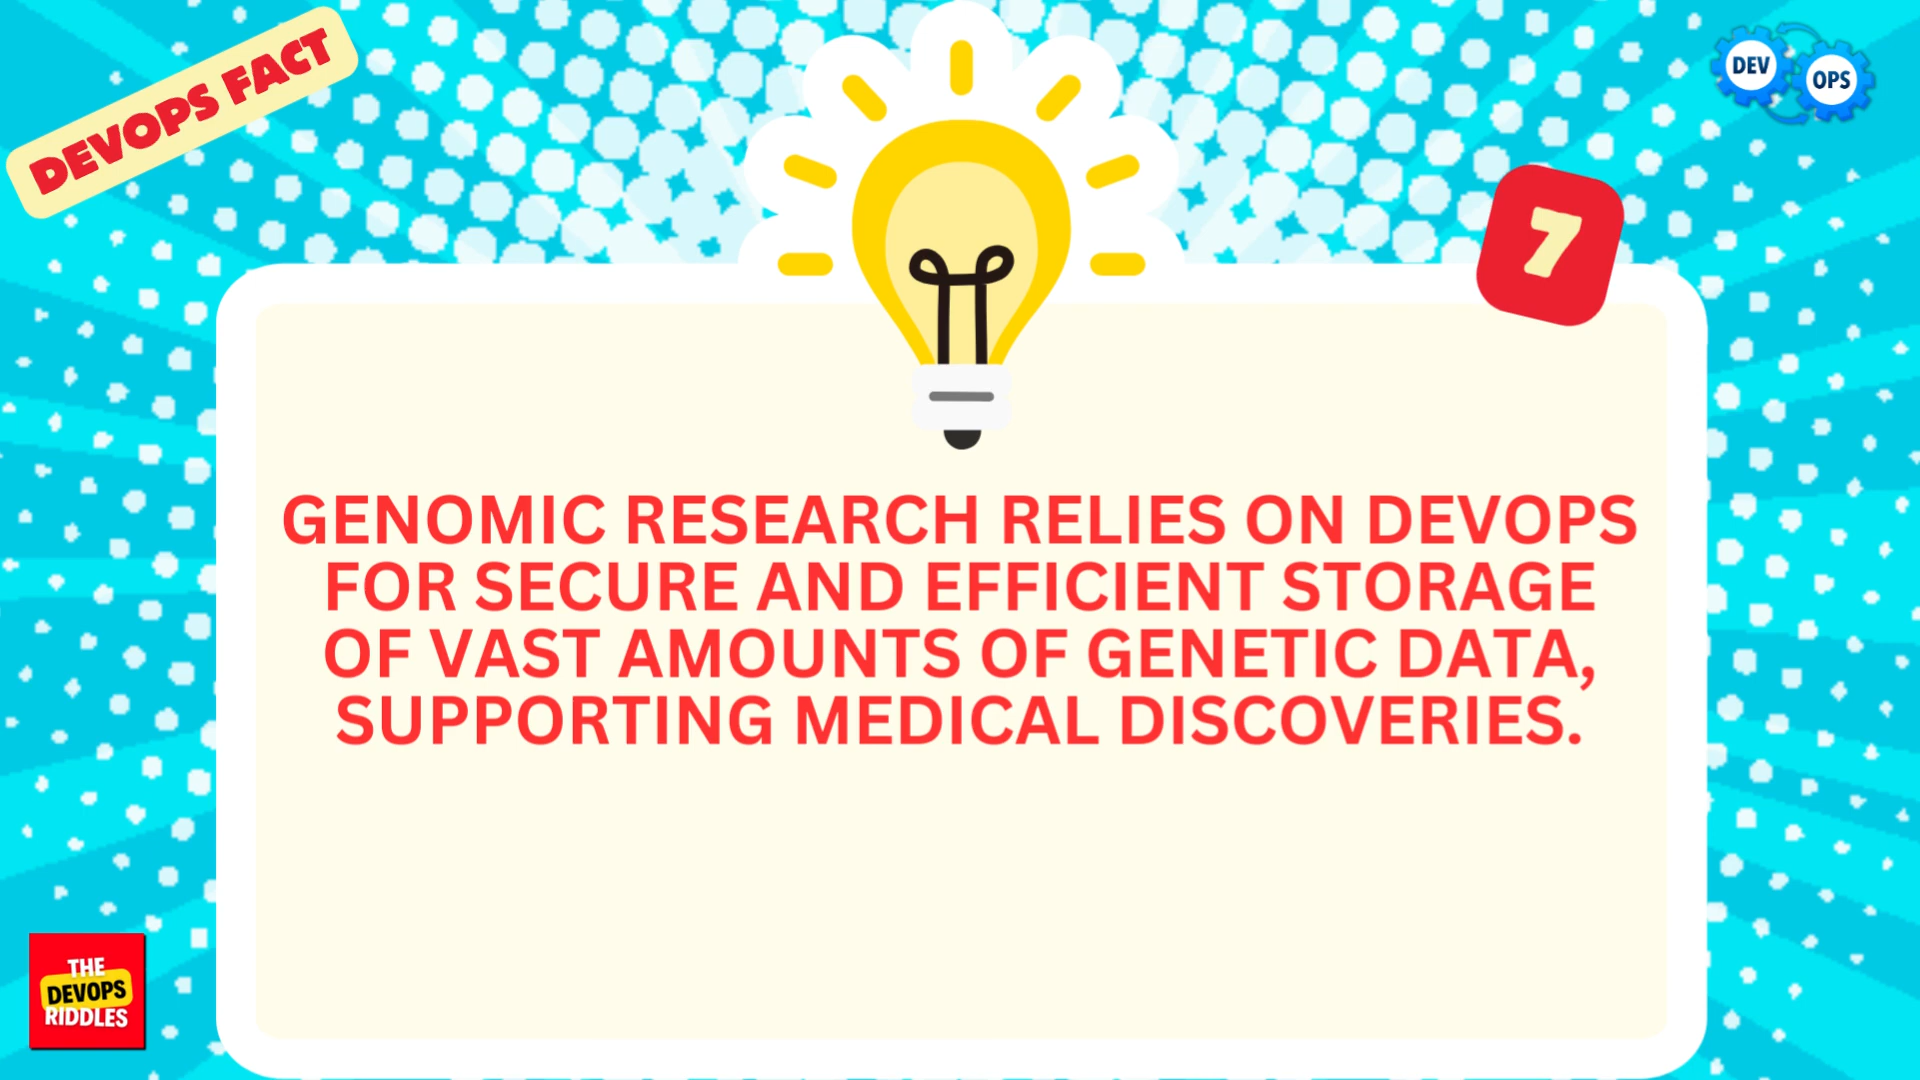 DEVOPS FACT
DEV
OPS
7
GENOMIC RESEARCH RELIES ON DEVOPS
FOR SECURE AND EFFICIENT STORAGE
OF VAST AMOUNTS OF GENETIC DATA,
SUPPORTING MEDICAL DISCOVERIES.
THE
DEVOPS
RIDDLES